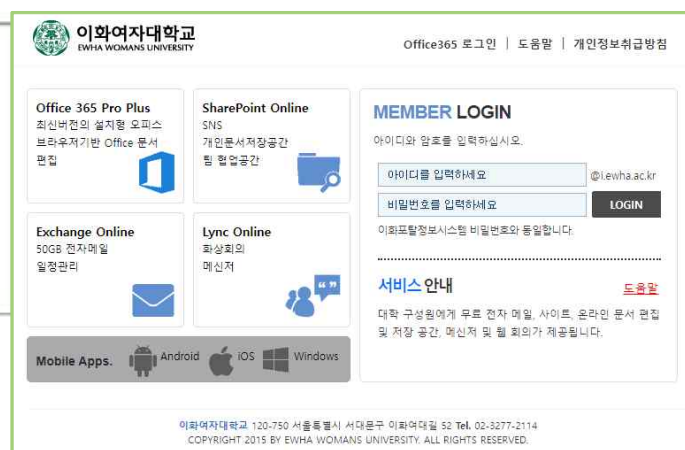 이화여자대학교
EWHA WOMANS UNIVERSITY
Office365 로그인 | 도움말 | 개인정보취급방침
Office 365 Pro Plus
최신버전의 설치형 오피스
브라우저기반 Office 문서
편집
SharePoint Online
SNS
개인문서저장공간
팀 협업공간
Exchange Online
50GB 전자메일
일정관리
Lync Online
화상회의
메신저
Mobile Apps. Android iOS Windows
MEMBER LOGIN
아이디와 암호를 입력하십시오.
아이디를 입력하세요 @i.ewha.ac.kr
비밀번호를 입력하세요 LOGIN
이화포탈정보시스템 비밀번호와 동일합니다.
서비스 안내 도움말
대학 구성원에게 무료 전자 메일, 사이트, 온라인 문서 편집
및 저장 공간, 메신저 및 웹 회의가 제공됩니다.
이화여자대학교 120-750 서울특별시 서대문구 이화여대길 52 Tel. 02-3277-2114
COPYRIGHT 2015 BY EWHA WOMANS UNIVERSITY. ALL RIGHTS RESERVED.